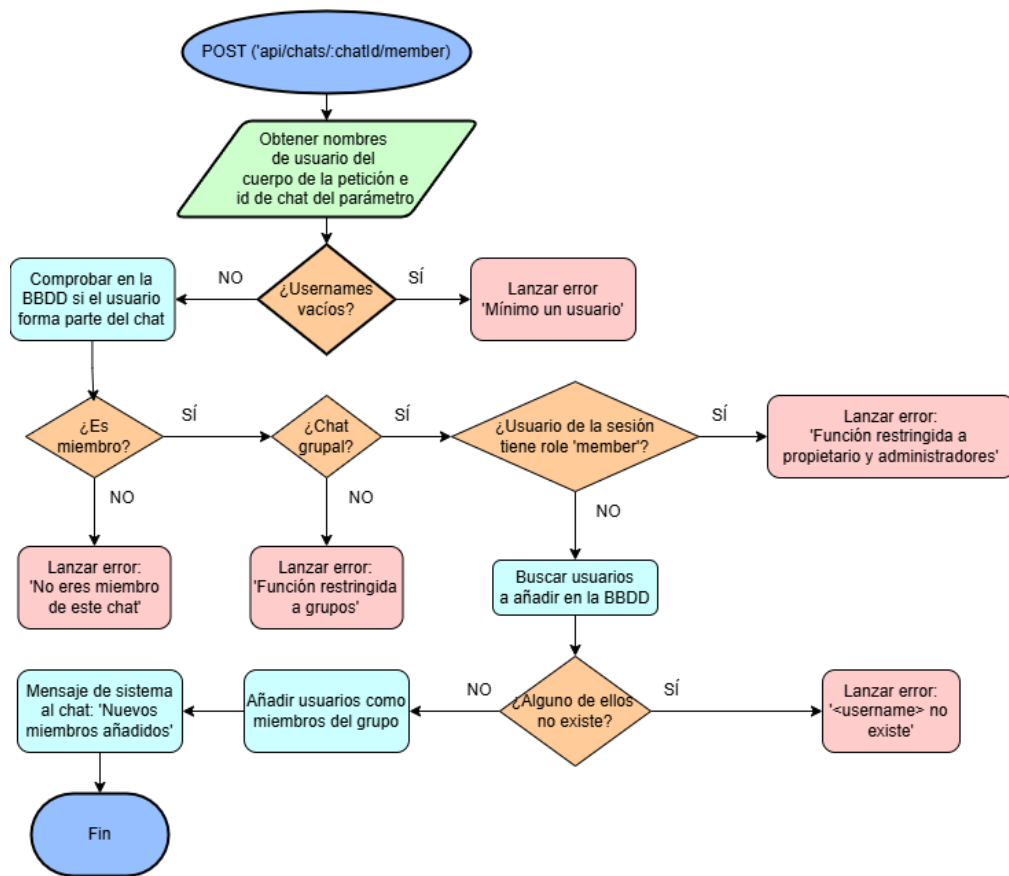 POST ('api/chats/:chatId/member)
Obtener nombres
de usuario del
cuerpo de la petición e
id de chat del parámetro
Comprobar en la
BBDD si el usuario
forma parte del chat
NO
¿Usernames
vacíos?
SÍ
Lanzar error
'Mínimo un usuario'
¿Es
miembro?
SÍ
¿Chat
grupal?
SÍ
¿Usuario de la sesión
tiene role 'member'?
SÍ
Lanzar error:
'Función restringida a
propietario y administradores'
NO
NO
NO
Lanzar error:
'No eres miembro
de este chat'
Lanzar error:
'Función restringida
a grupos'
Buscar usuarios
a añadir en la BBDD
Mensaje de sistema
al chat: 'Nuevos
miembros añadidos'
Añadir usuarios como
miembros del grupo
NO
¿Alguno de ellos
no existe?
SÍ
Lanzar error:
'<username> no
existe'
Fin